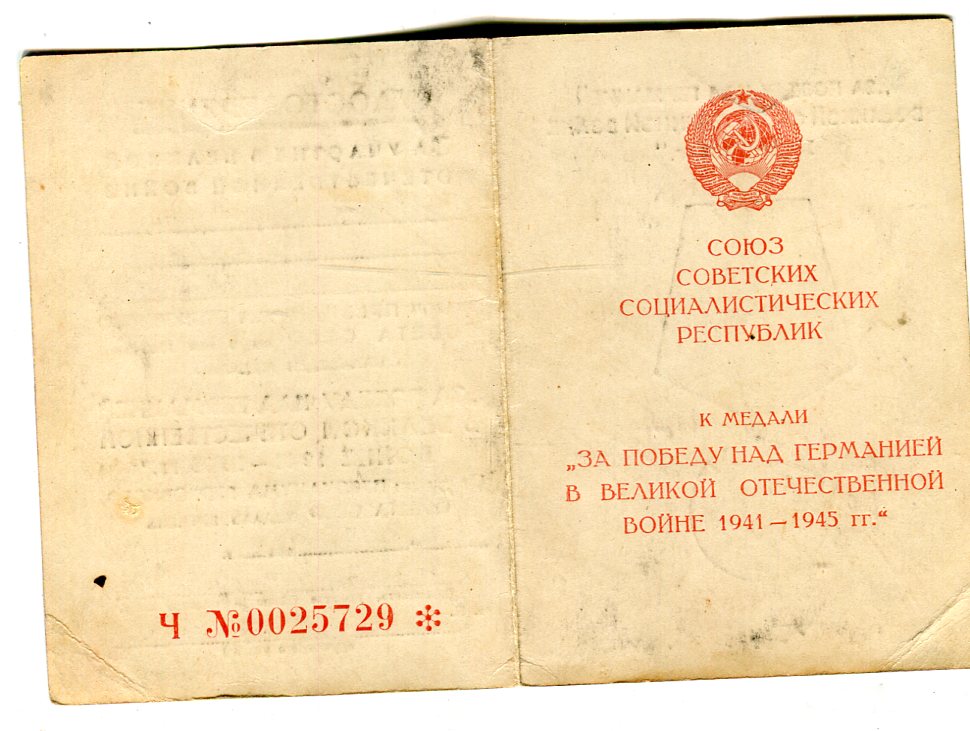 СОЮЗ
СОВЕТСКИХ
СОЦИАЛИСТИЧЕСКИХ
РЕСПУБЛИК
К МЕДАЛИ
„ЗА ПОБЕДУ НАД ГЕРМАНИЕЙ
В ВЕЛИКОЙ ОТЕЧЕСТВЕННОЙ
ВОЙНЕ 1941–1945 гг.“
Ч №0025729 *